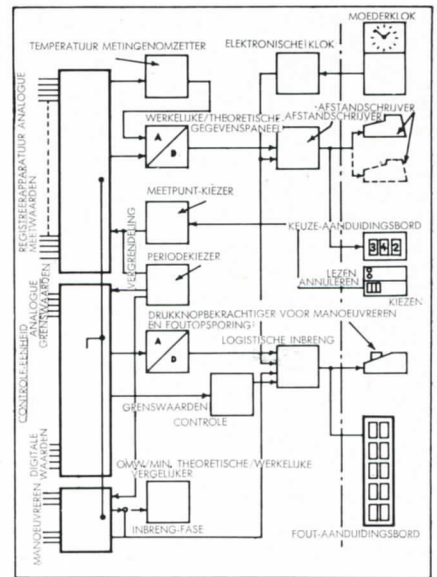 MOEDERKLOK
TEMPERATUUR METINGENOMZETTER
ELEKTRONISCHE KLOK
AFSTANDSCHRIJVER
WERKELIJKE/THEORETISCHE
GEGEVENSPANEEL
AFSTANDSCHRIJVER
A
D
REGISTREERAPPARATUUR ANALOGUE
MEETWAARDEN
MEETPUNT-KIEZER
KEUZE-AANDUIDINGSBORD
3 4 2
VERGRENDELING
PERIODEKIEZER
LEZEN
ANNULEREN
KIEZEN
CONTROLE-EENHEID
ANALOGUE
GRENSWAARDEN
DRUKKNOPBEKRACHTIGER VOOR MANOEUVREREN
EN FOUTOPSPORING
LOGISTISCHE INBRENG
A
D
GRENSWAARDEN
CONTROLE
DIGITALE
WAARDEN
OMW/MIN. THEORETISCHE/WERKELIJKE
VERGELIJKER
MANOEUVREREN
INBRENG-FASE
FOUT-AANDUIDINGSBORD